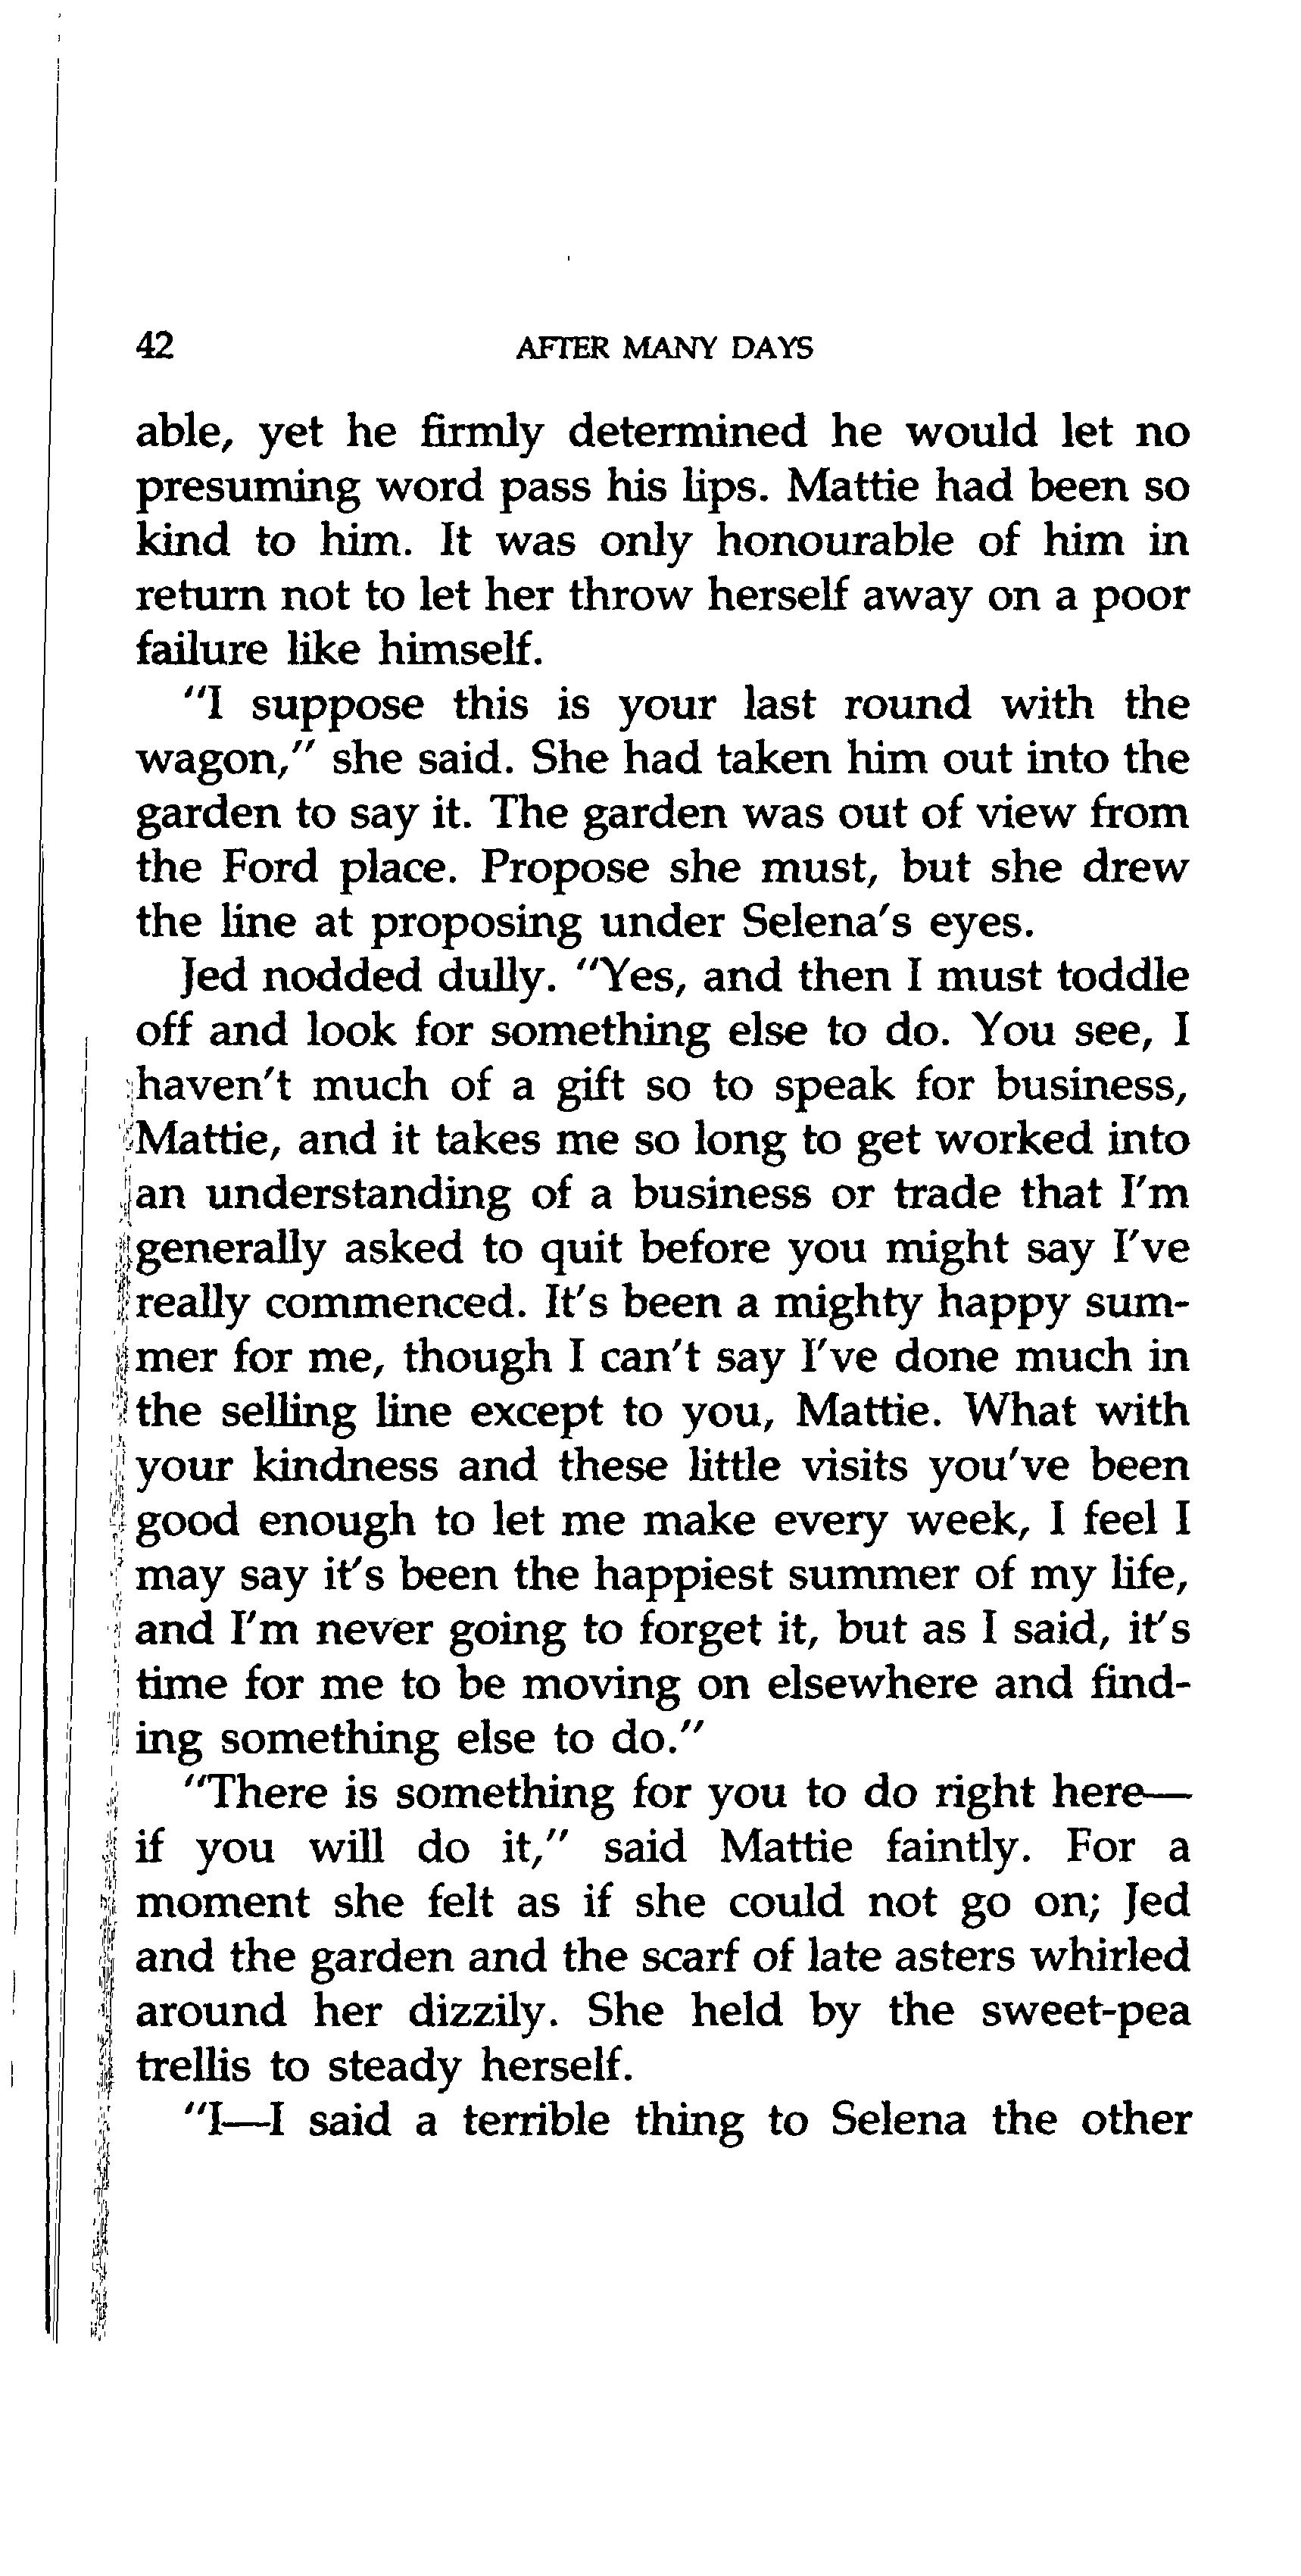 42 AFTER MANY DAYS
able, yet he firmly determined he would let no
presuming word pass his lips. Mattie had been so
kind to him. It was only honourable of him in
return not to let her throw herself away on a poor
failure like himself.
"I suppose this is your last round with the
wagon," she said. She had taken him out into the
garden to say it. The garden was out of view from
the Ford place. Propose she must, but she drew
the line at proposing under Selena's eyes.
Jed nodded dully. "Yes, and then I must toddle
off and look for something else to do. You see, I
haven't much of a gift so to speak for business,
Mattie, and it takes me so long to get worked into
an understanding of a business or trade that I'm
generally asked to quit before you might say I've
really commenced. It's been a mighty happy sum-
mer for me, though I can't say I've done much in
the selling line except to you, Mattie. What with
your kindness and these little visits you've been
good enough to let me make every week, I feel I
may say it's been the happiest summer of my life,
and I'm never going to forget it, but as I said, it's
time for me to be moving on elsewhere and find-
ing something else to do."
"There is something for you to do right here—
if you will do it," said Mattie faintly. For a
moment she felt as if she could not go on; Jed
and the garden and the scarf of late asters whirled
around her dizzily. She held by the sweet-pea
trellis to steady herself.
"I—I said a terrible thing to Selena the other